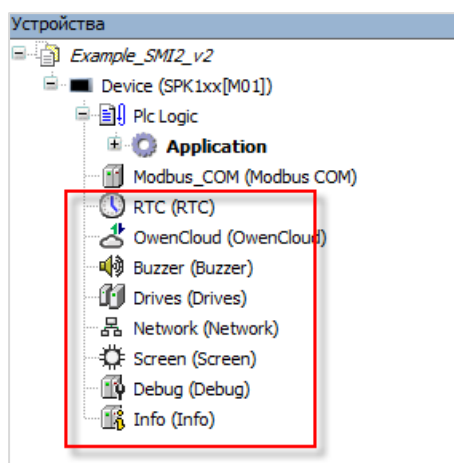 Устройства
Example_SMI2_v2
Device (SPK1xx[M01])
Plc Logic
Application
Modbus_COM (Modbus COM)
RTC (RTC)
OwenCloud (OwenCloud)
Buzzer (Buzzer)
Drives (Drives)
Network (Network)
Screen (Screen)
Debug (Debug)
Info (Info)